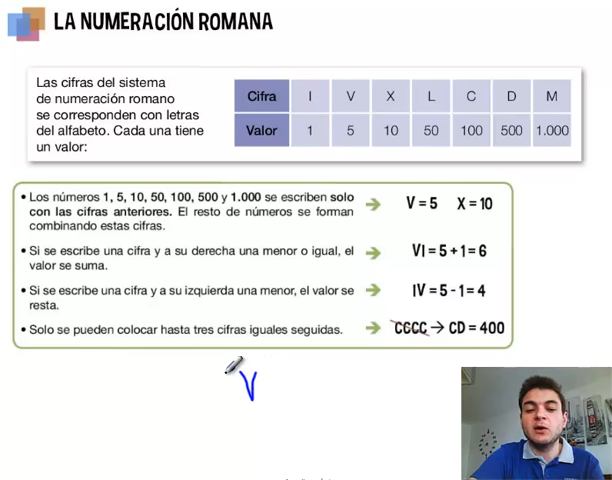 LA NUMERACIÓN ROMANA
Las cifras del sistema
de numeración romano
se corresponden con letras
del alfabeto. Cada una tiene
un valor:
Cifra I V X L C D M
Valor 1 5 10 50 100 500 1.000
• Los números 1, 5, 10, 50, 100, 500 y 1.000 se escriben solo
con las cifras anteriores. El resto de números se forman
combinando estas cifras.
V = 5 X = 10
• Si se escribe una cifra y a su derecha una menor o igual, el
valor se suma.
VI = 5 + 1 = 6
• Si se escribe una cifra y a su izquierda una menor, el valor se
resta.
IV = 5 - 1 = 4
• Solo se pueden colocar hasta tres cifras iguales seguidas.
CCCC → CD = 400
V